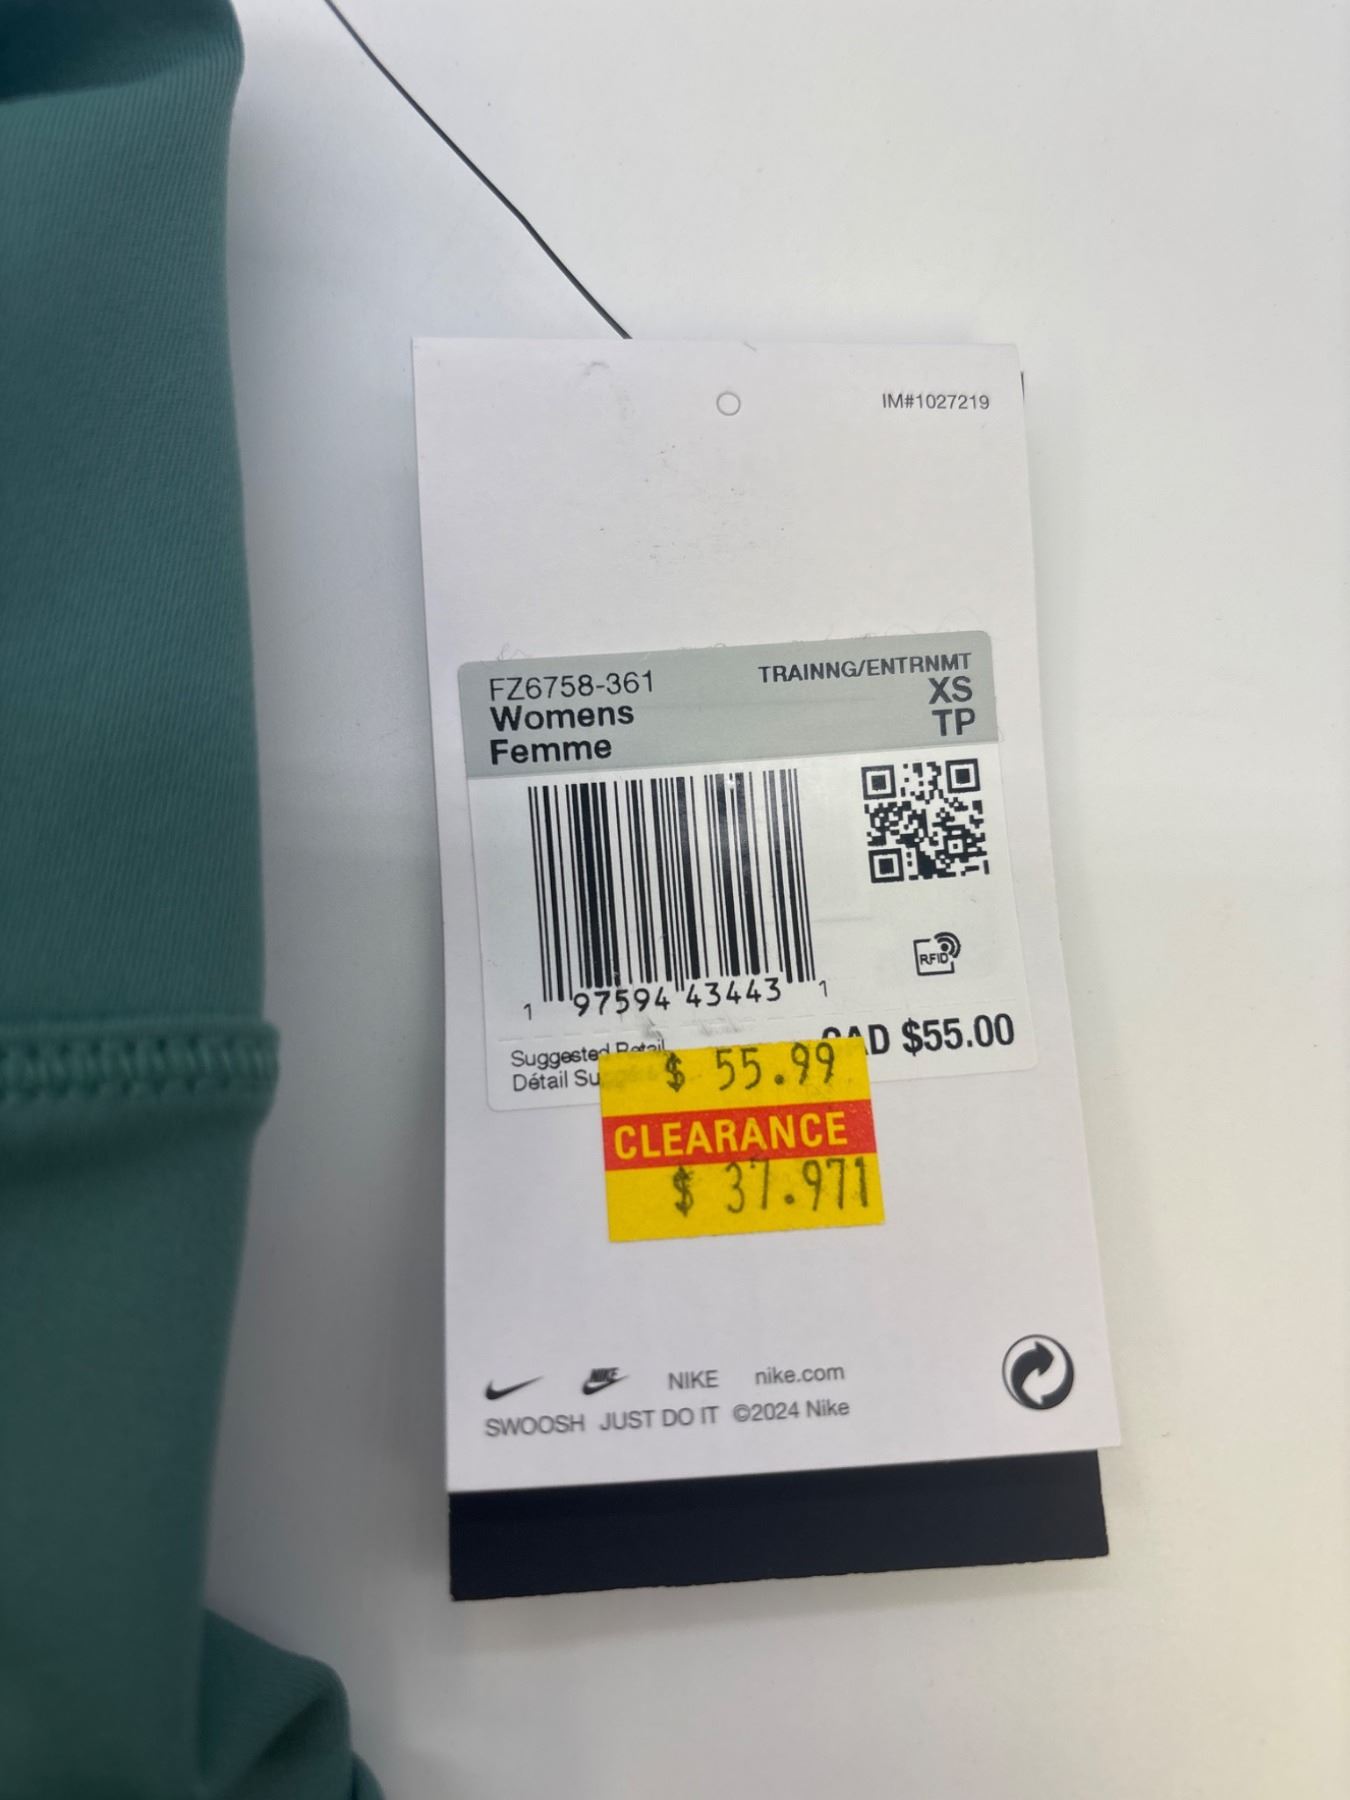 IM#1027219
FZ6758-361 TRAINNG/ENTRNMT
Womens XS
Femme TP
RFID
1 97594 43443 1
Suggested Retail CAD $55.00
Détail Su
$ 55.99
CLEARANCE
$ 37.971
NIKE NIKE nike.com
SWOOSH JUST DO IT ©2024 Nike